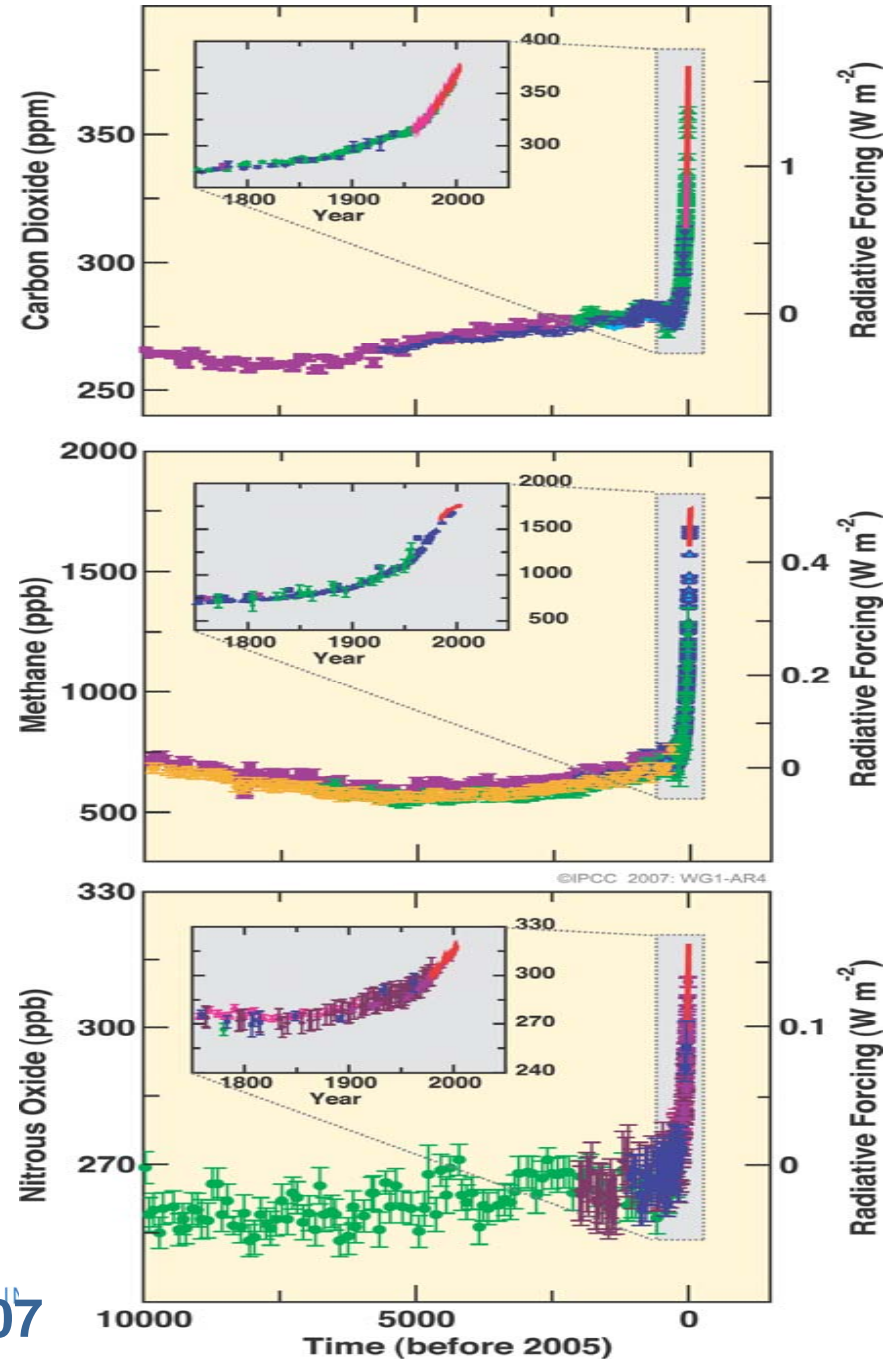 Carbon Dioxide (ppm)
350
300
250
400
350
300
1800 1900 2000
Year
1
0
Radiative Forcing (W m-2)
Methane (ppb)
2000
1500
1000
500
2000
1500
1000
500
1800 1900 2000
Year
0.4
0.2
0
Radiative Forcing (W m-2)
©IPCC 2007: WG1-AR4
Nitrous Oxide (ppb)
330
300
270
330
300
270
240
1800 1900 2000
Year
0.1
0
Radiative Forcing (W m-2)
10000 5000 0
Time (before 2005)
07